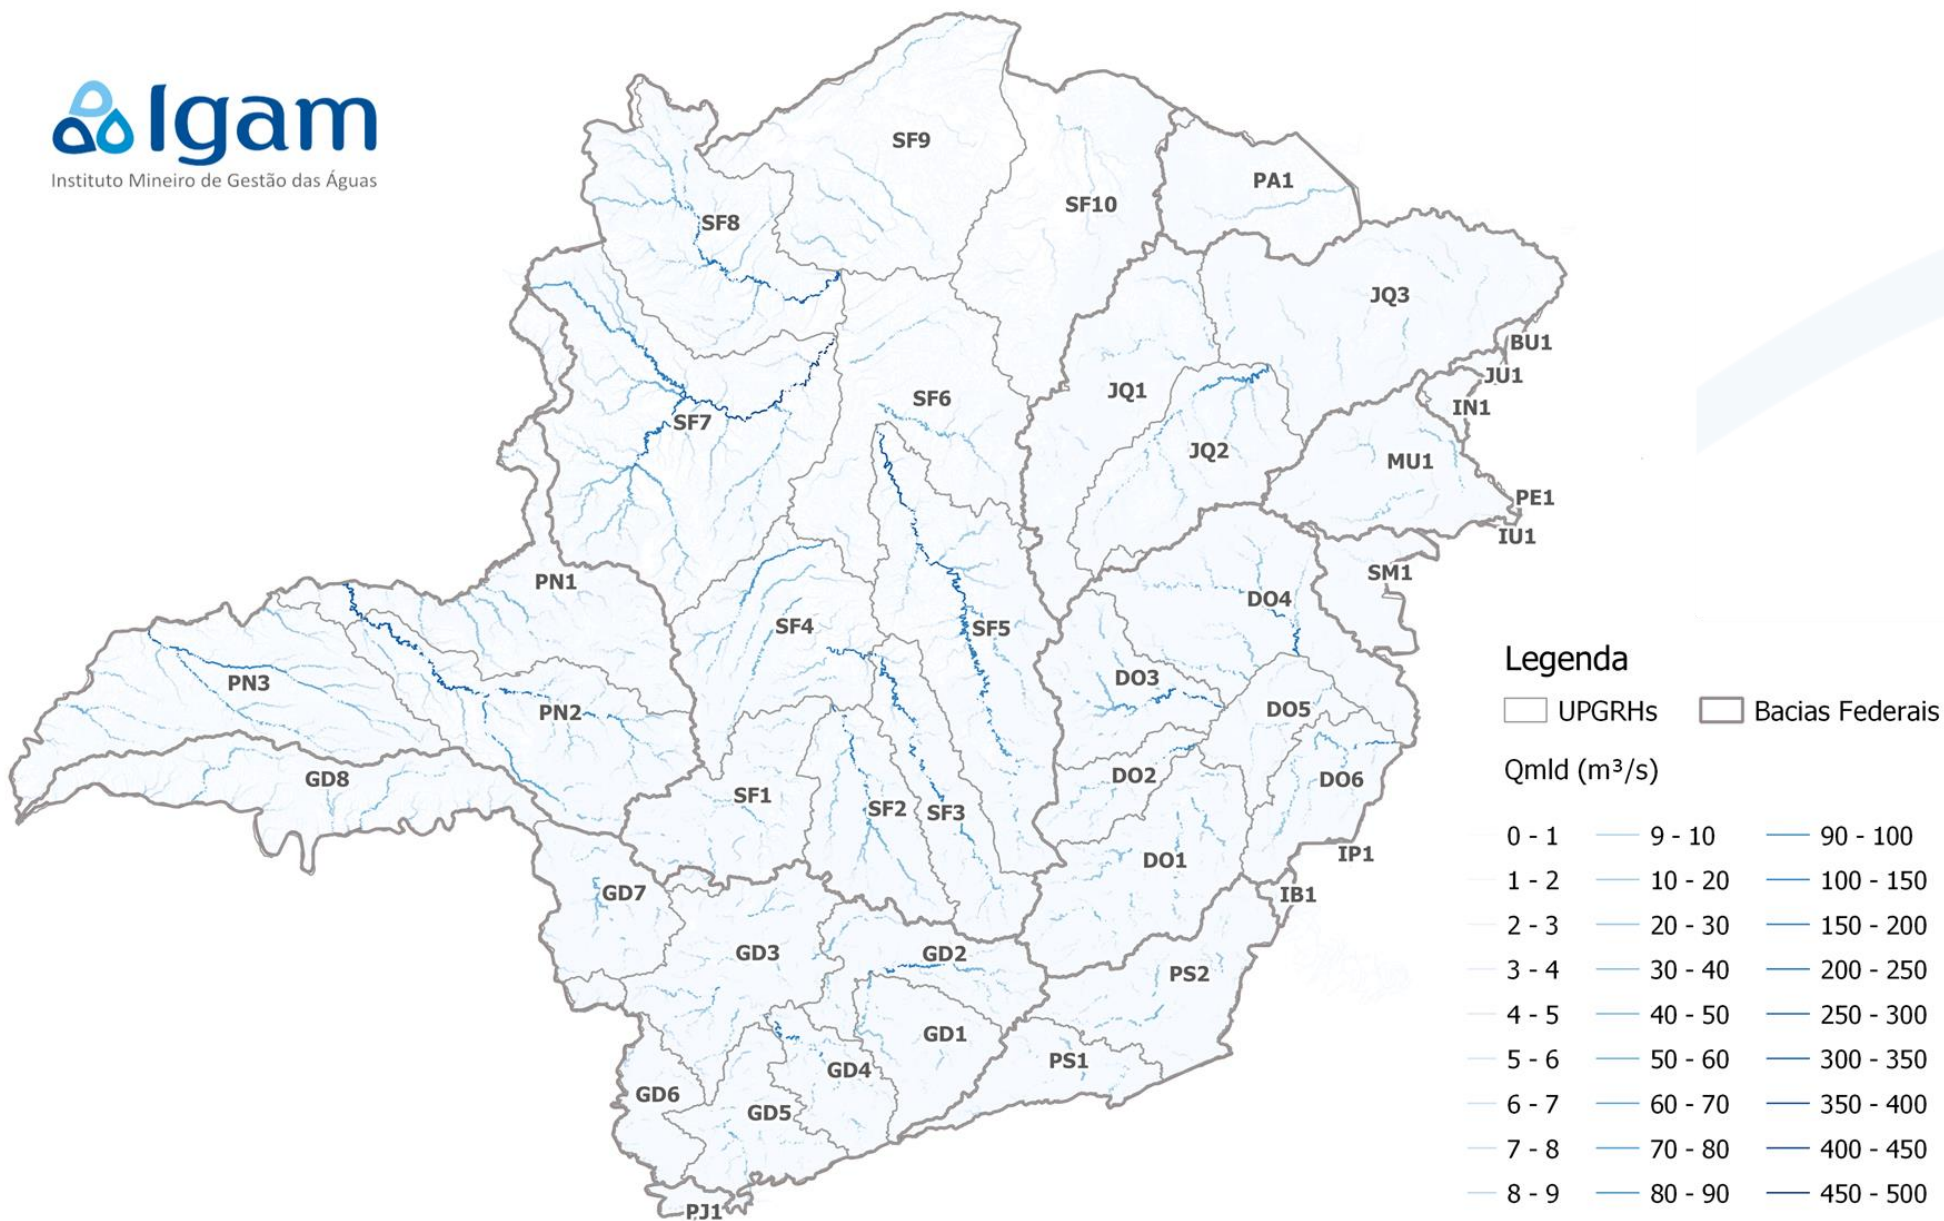 Igam
Instituto Mineiro de Gestão das Águas
SF9
PA1
SF10
SF8
JQ3
BU1
JU1
JQ1
SF6
IN1
SF7
JQ2
MU1
PE1
IU1
SM1
PN1
DO4
SF4
SF5
PN3
DO3
PN2
DO5
GD8
DO2
DO6
SF1
SF2
SF3
DO1
IP1
GD7
IB1
GD3
GD2
PS2
GD1
PS1
GD4
GD6
GD5
PJ1
Legenda
UPGRHs
Bacias Federais
Qmld (m³/s)
0 - 1
1 - 2
2 - 3
3 - 4
4 - 5
5 - 6
6 - 7
7 - 8
8 - 9
9 - 10
10 - 20
20 - 30
30 - 40
40 - 50
50 - 60
60 - 70
70 - 80
80 - 90
90 - 100
100 - 150
150 - 200
200 - 250
250 - 300
300 - 350
350 - 400
400 - 450
450 - 500